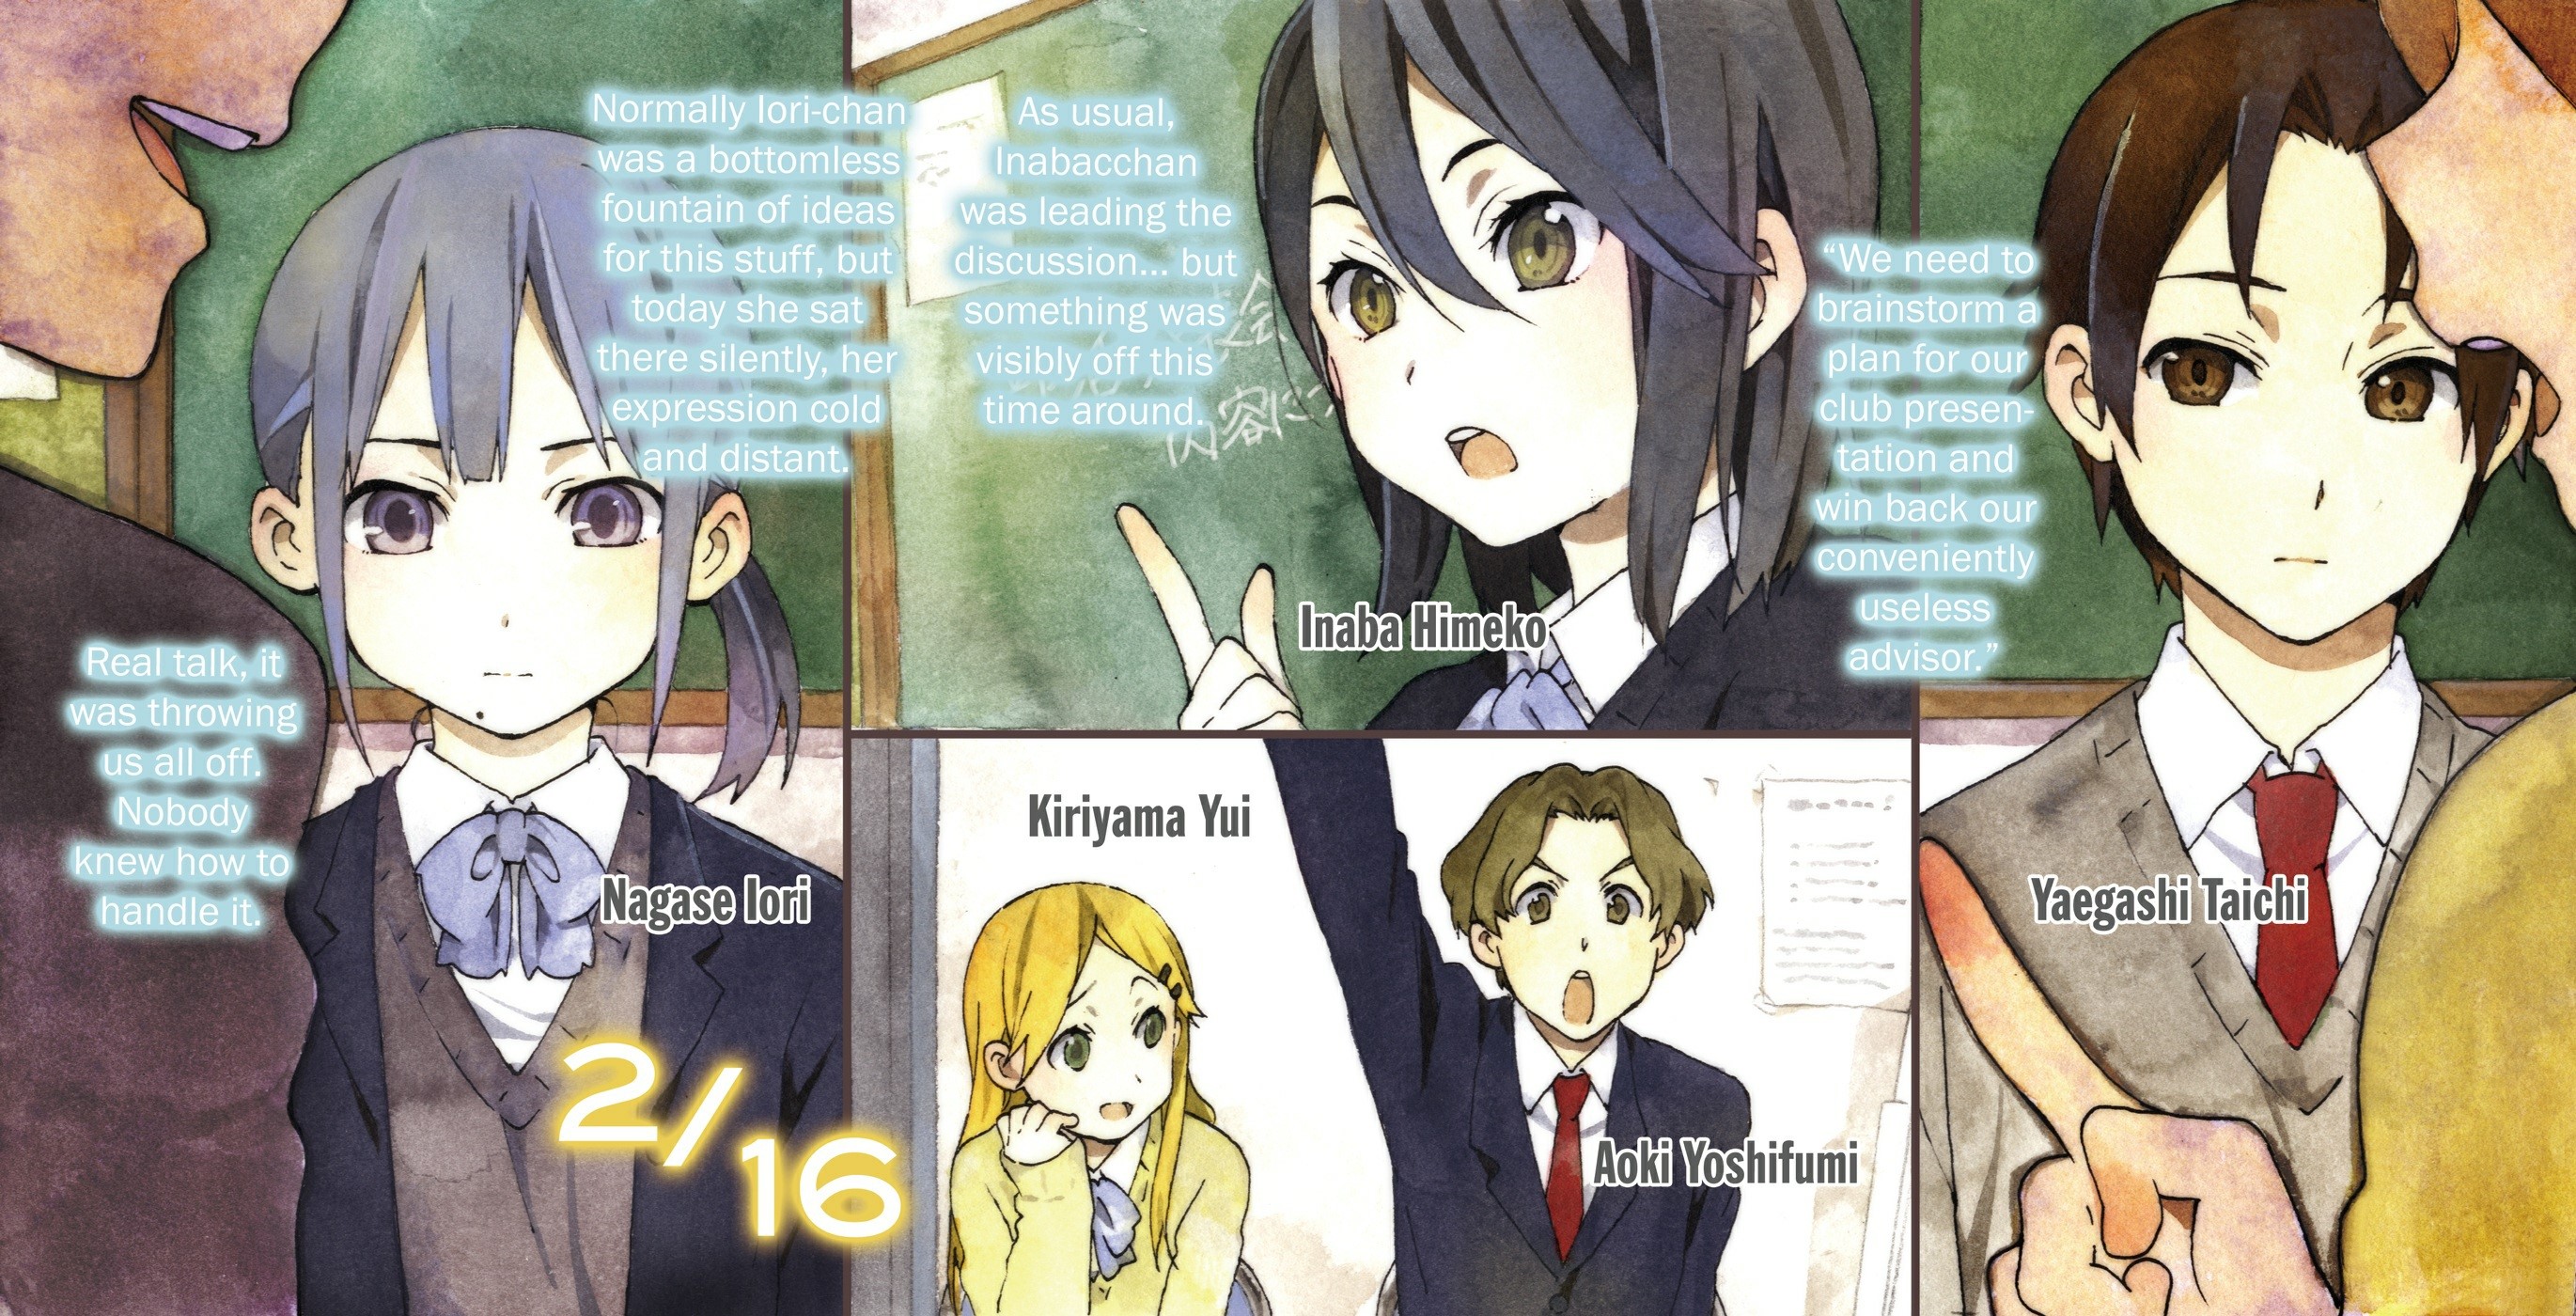 “We need to
brainstorm a
plan for our
club presen-
tation and
win back our
conveniently
useless
advisor.”
Yaegashi Taichi
As usual,
Inabacchan
was leading the
discussion... but
something was
visibly off this
time around.
内容に
Inaba Himeko
Kiriyama Yui
Aoki Yoshifumi
Normally Iori-chan
was a bottomless
fountain of ideas
for this stuff, but
today she sat
there silently, her
expression cold
and distant.
Nagase Iori
Real talk, it
was throwing
us all off.
Nobody
knew how to
handle it.
2/16